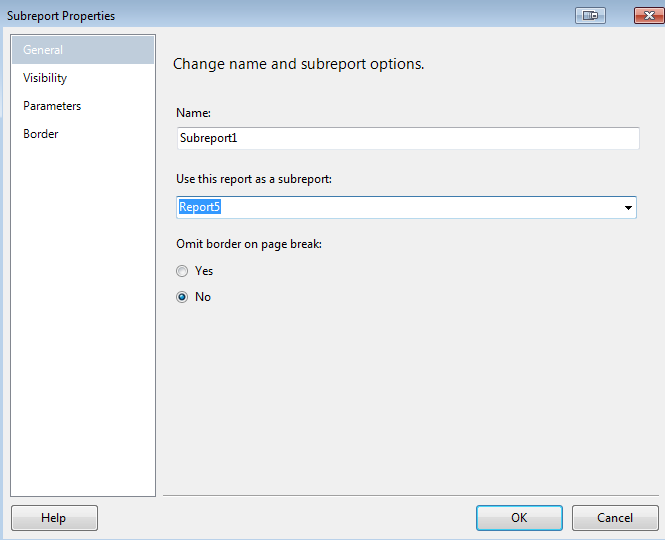 Subreport Properties
General
Visibility
Parameters
Border
Change name and subreport options.
Name:
Subreport1
Use this report as a subreport:
Report5
Omit border on page break:
Yes
No
Help
OK
Cancel